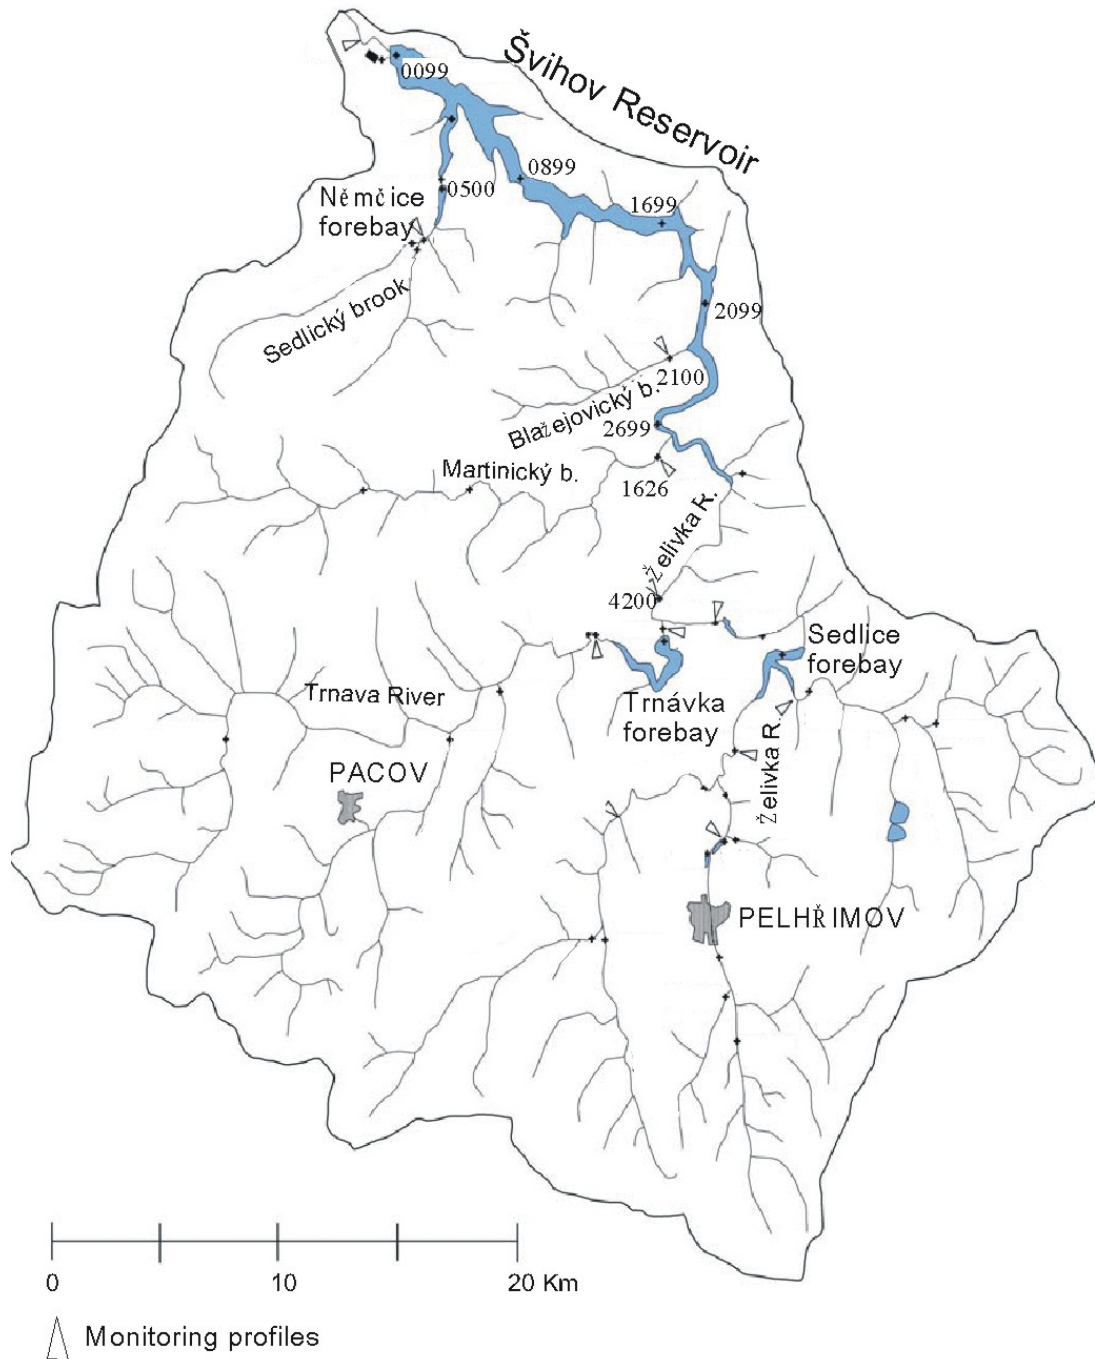 Švihov Reservoir
0099
0899
0500
Němčice
forebay
1699
2099
Sedlický brook
2100
Blažejovický b.
2699
Martinický b.
1626
Želivka R.
4200
Sedlice
forebay
Trnava River
Trnávka
forebay
PACOV
Želivka R.
PELHŘIMOV
0
10
20 Km
Monitoring profiles